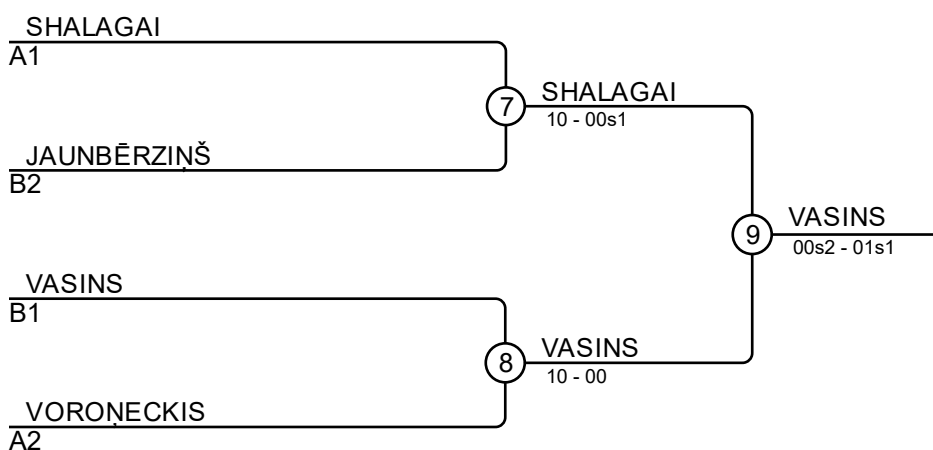 SHALAGAI
A1
7
SHALAGAI
10 - 00s1
JAUNBĒRZIŅŠ
B2
9
VASINS
00s2 - 01s1
VASINS
B1
8
VASINS
10 - 00
VOROŅECKIS
A2